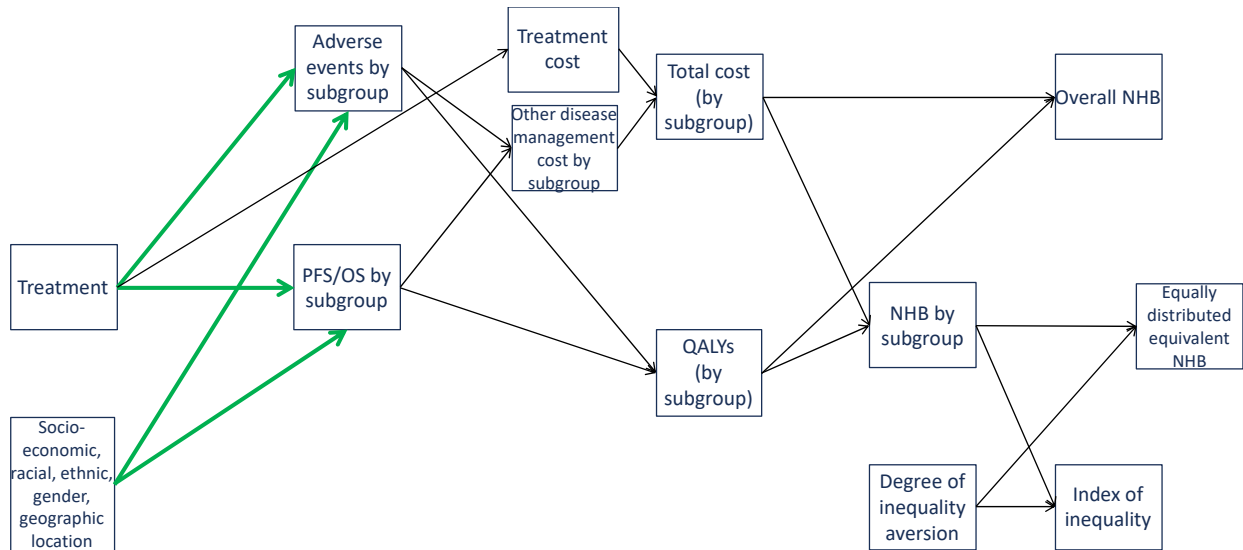 Adverse
events by
subgroup
Treatment
cost
Other disease
management
cost by
subgroup
Total cost
(by
subgroup)
Overall NHB
Treatment
PFS/OS by
subgroup
QALYs
(by
subgroup)
NHB by
subgroup
Equally
distributed
equivalent
NHB
Socio-
economic,
racial, ethnic,
gender,
geographic
location
Degree of
inequality
aversion
Index of
inequality